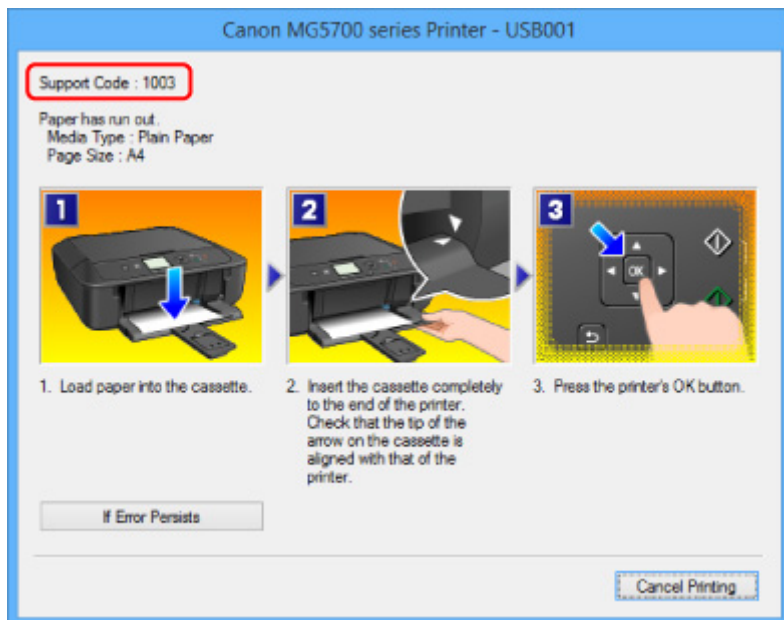 Canon MG5700 series Printer - USB001
Support Code : 1003
Paper has run out.
Media Type : Plain Paper
Page Size : A4
1
2
3
OK
1. Load paper into the cassette.
2. Insert the cassette completely
to the end of the printer.
Check that the tip of the
arrow on the cassette is
aligned with that of the
printer.
3. Press the printer's OK button.
If Error Persists
Cancel Printing